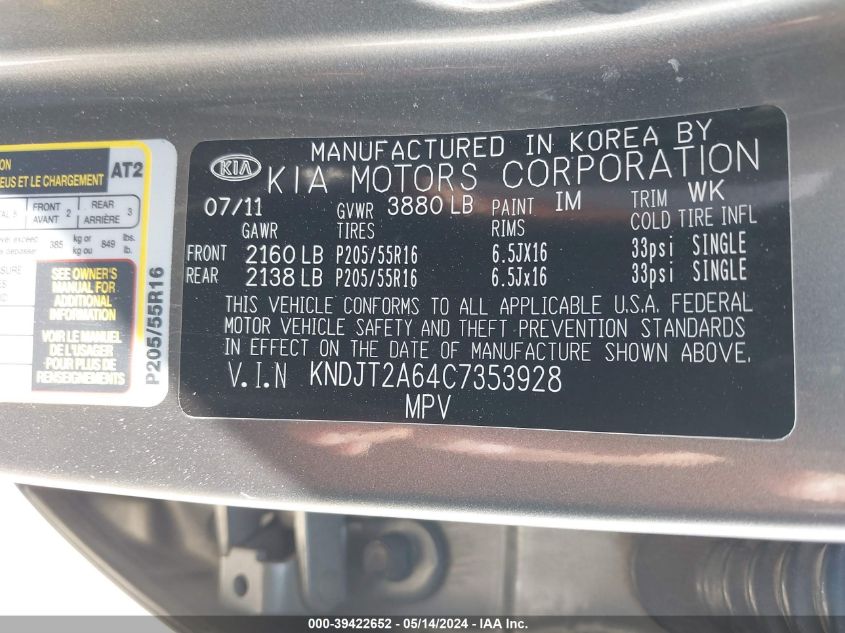 ION
EUS ET LE CHARGEMENT AT2
FRONT AVANT 2 REAR ARRIÈRE 3
385 kg or kg ou 849 lbs. lb.
SEE OWNER'S
MANUAL FOR
ADDITIONAL
INFORMATION
VOIR LE MANUEL
DE L'USAGER
POUR PLUS DE
RENSEIGNEMENTS
P205/55R16
KIA
MANUFACTURED IN KOREA BY
KIA MOTORS CORPORATION
07/11 GVWR 3880 LB PAINT IM TRIM WK
GAWR TIRES RIMS COLD TIRE INFL
FRONT 2160 LB P205/55R16 6.5JX16 33psi SINGLE
REAR 2138 LB P205/55R16 6.5Jx16 33psi SINGLE
THIS VEHICLE CONFORMS TO ALL APPLICABLE U.S.A. FEDERAL
MOTOR VEHICLE SAFETY AND THEFT PREVENTION STANDARDS
IN EFFECT ON THE DATE OF MANUFACTURE SHOWN ABOVE.
V.I.N KNDJT2A64C7353928
MPV
000-39422652 - 05/14/2024 - IAA Inc.